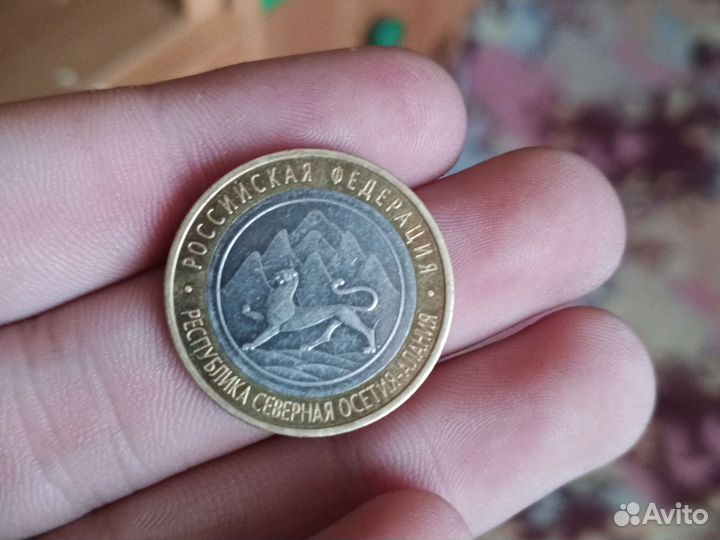 РОССИЙСКАЯ ФЕДЕРАЦИЯ
РЕСПУБЛИКА СЕВЕРНАЯ ОСЕТИЯ-АЛАНИЯ
Avito